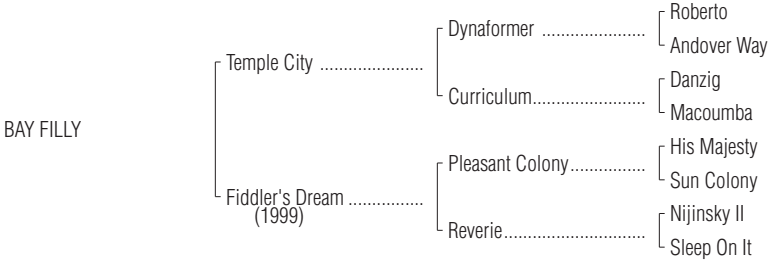 Roberto
Dynaformer ......................
Andover Way
Temple City ......................
Danzig
Curriculum........................
Macoumba
BAY FILLY
His Majesty
Pleasant Colony................
Sun Colony
Fiddler's Dream ................
(1999)
Nijinsky II
Reverie..............................
Sleep On It